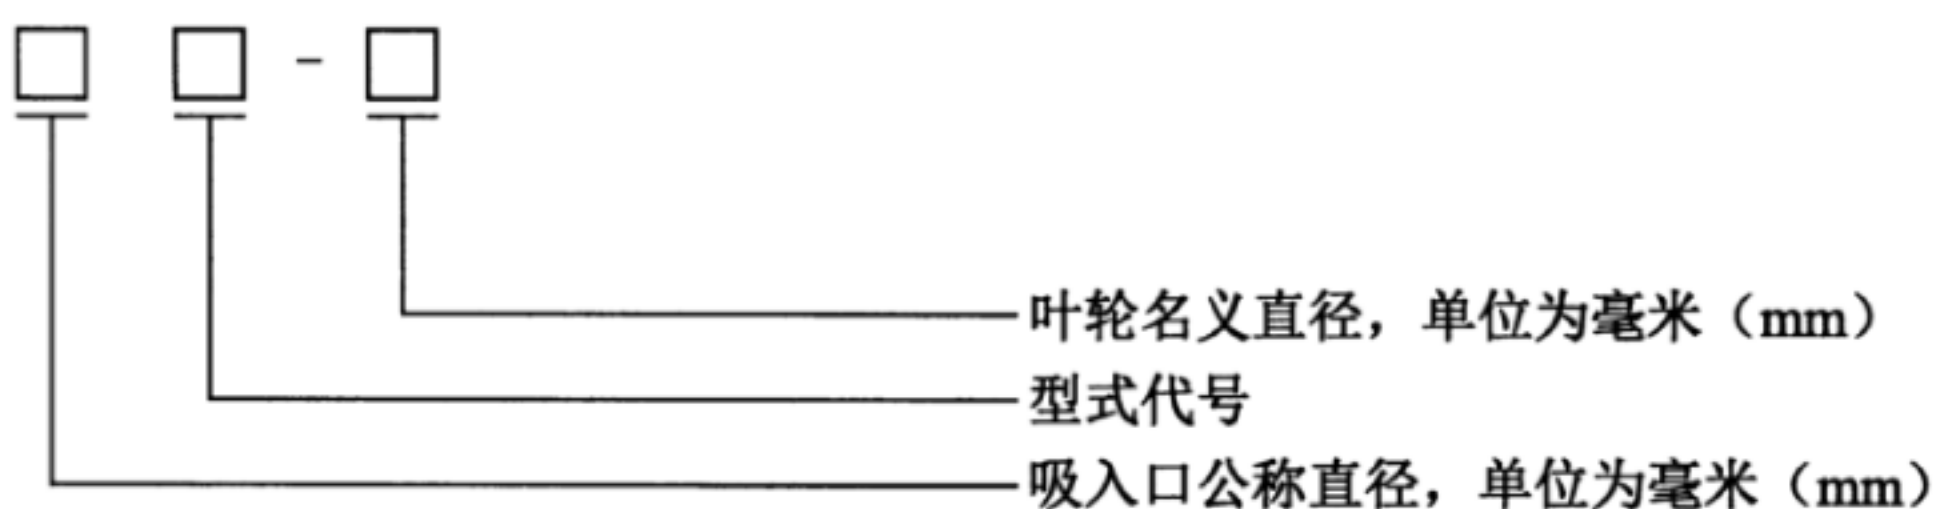 □ □ - □
叶轮名义直径，单位为毫米（mm）
型式代号
吸入口公称直径，单位为毫米（mm）